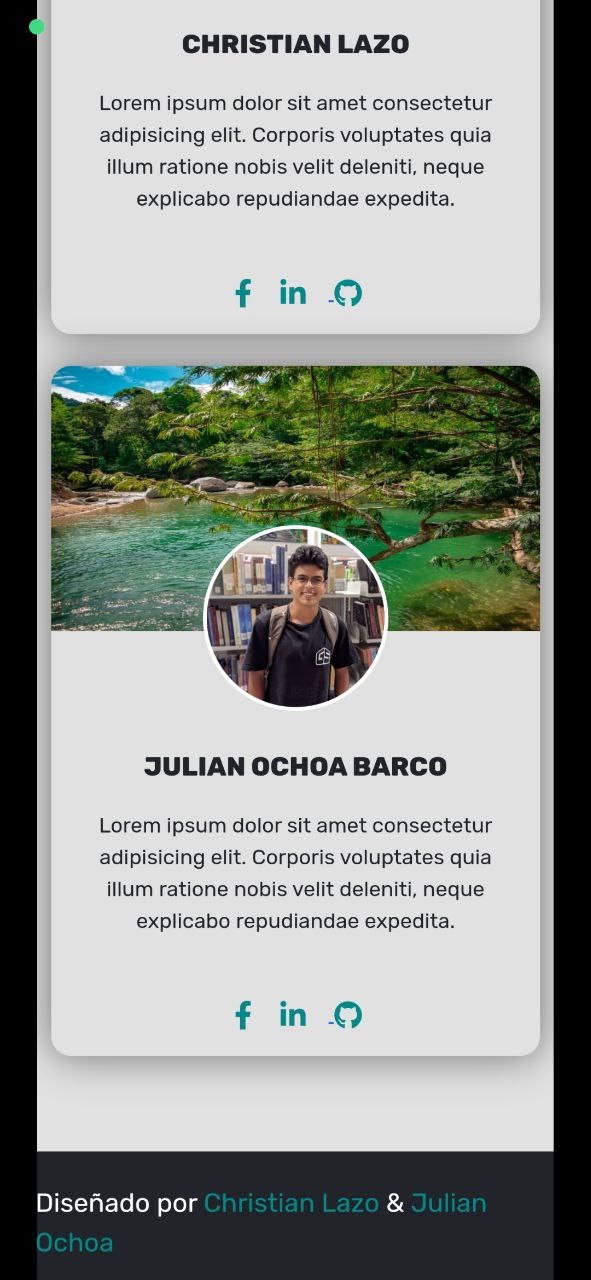 CHRISTIAN LAZO
Lorem ipsum dolor sit amet consectetur
adipisicing elit. Corporis voluptates quia
illum ratione nobis velit deleniti, neque
explicabo repudiandae expedita.
JULIAN OCHOA BARCO
Lorem ipsum dolor sit amet consectetur
adipisicing elit. Corporis voluptates quia
illum ratione nobis velit deleniti, neque
explicabo repudiandae expedita.
Diseñado por Christian Lazo & Julian
Ochoa